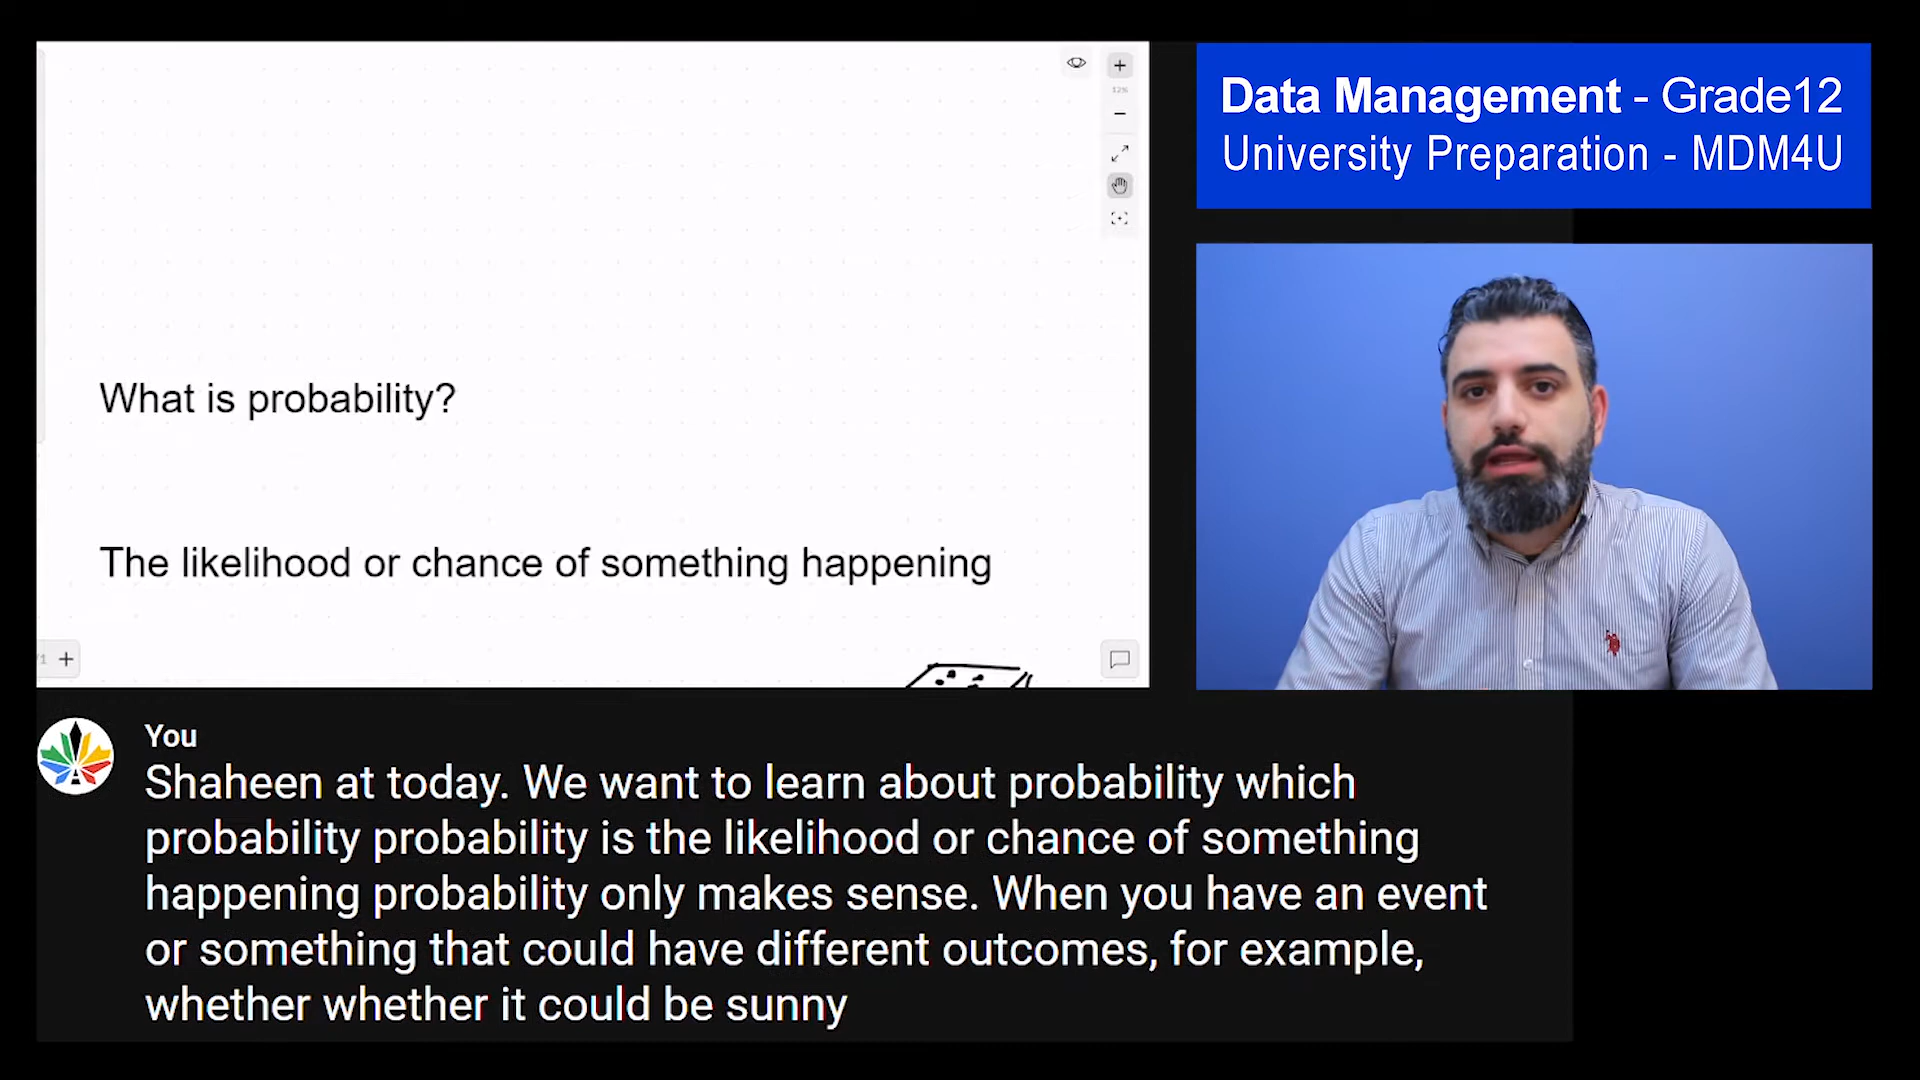 Data Management - Grade12
University Preparation - MDM4U
12%
What is probability?
The likelihood or chance of something happening
/1
You
Shaheen at today. We want to learn about probability which
probability probability is the likelihood or chance of something
happening probability only makes sense. When you have an event
or something that could have different outcomes, for example,
whether whether it could be sunny